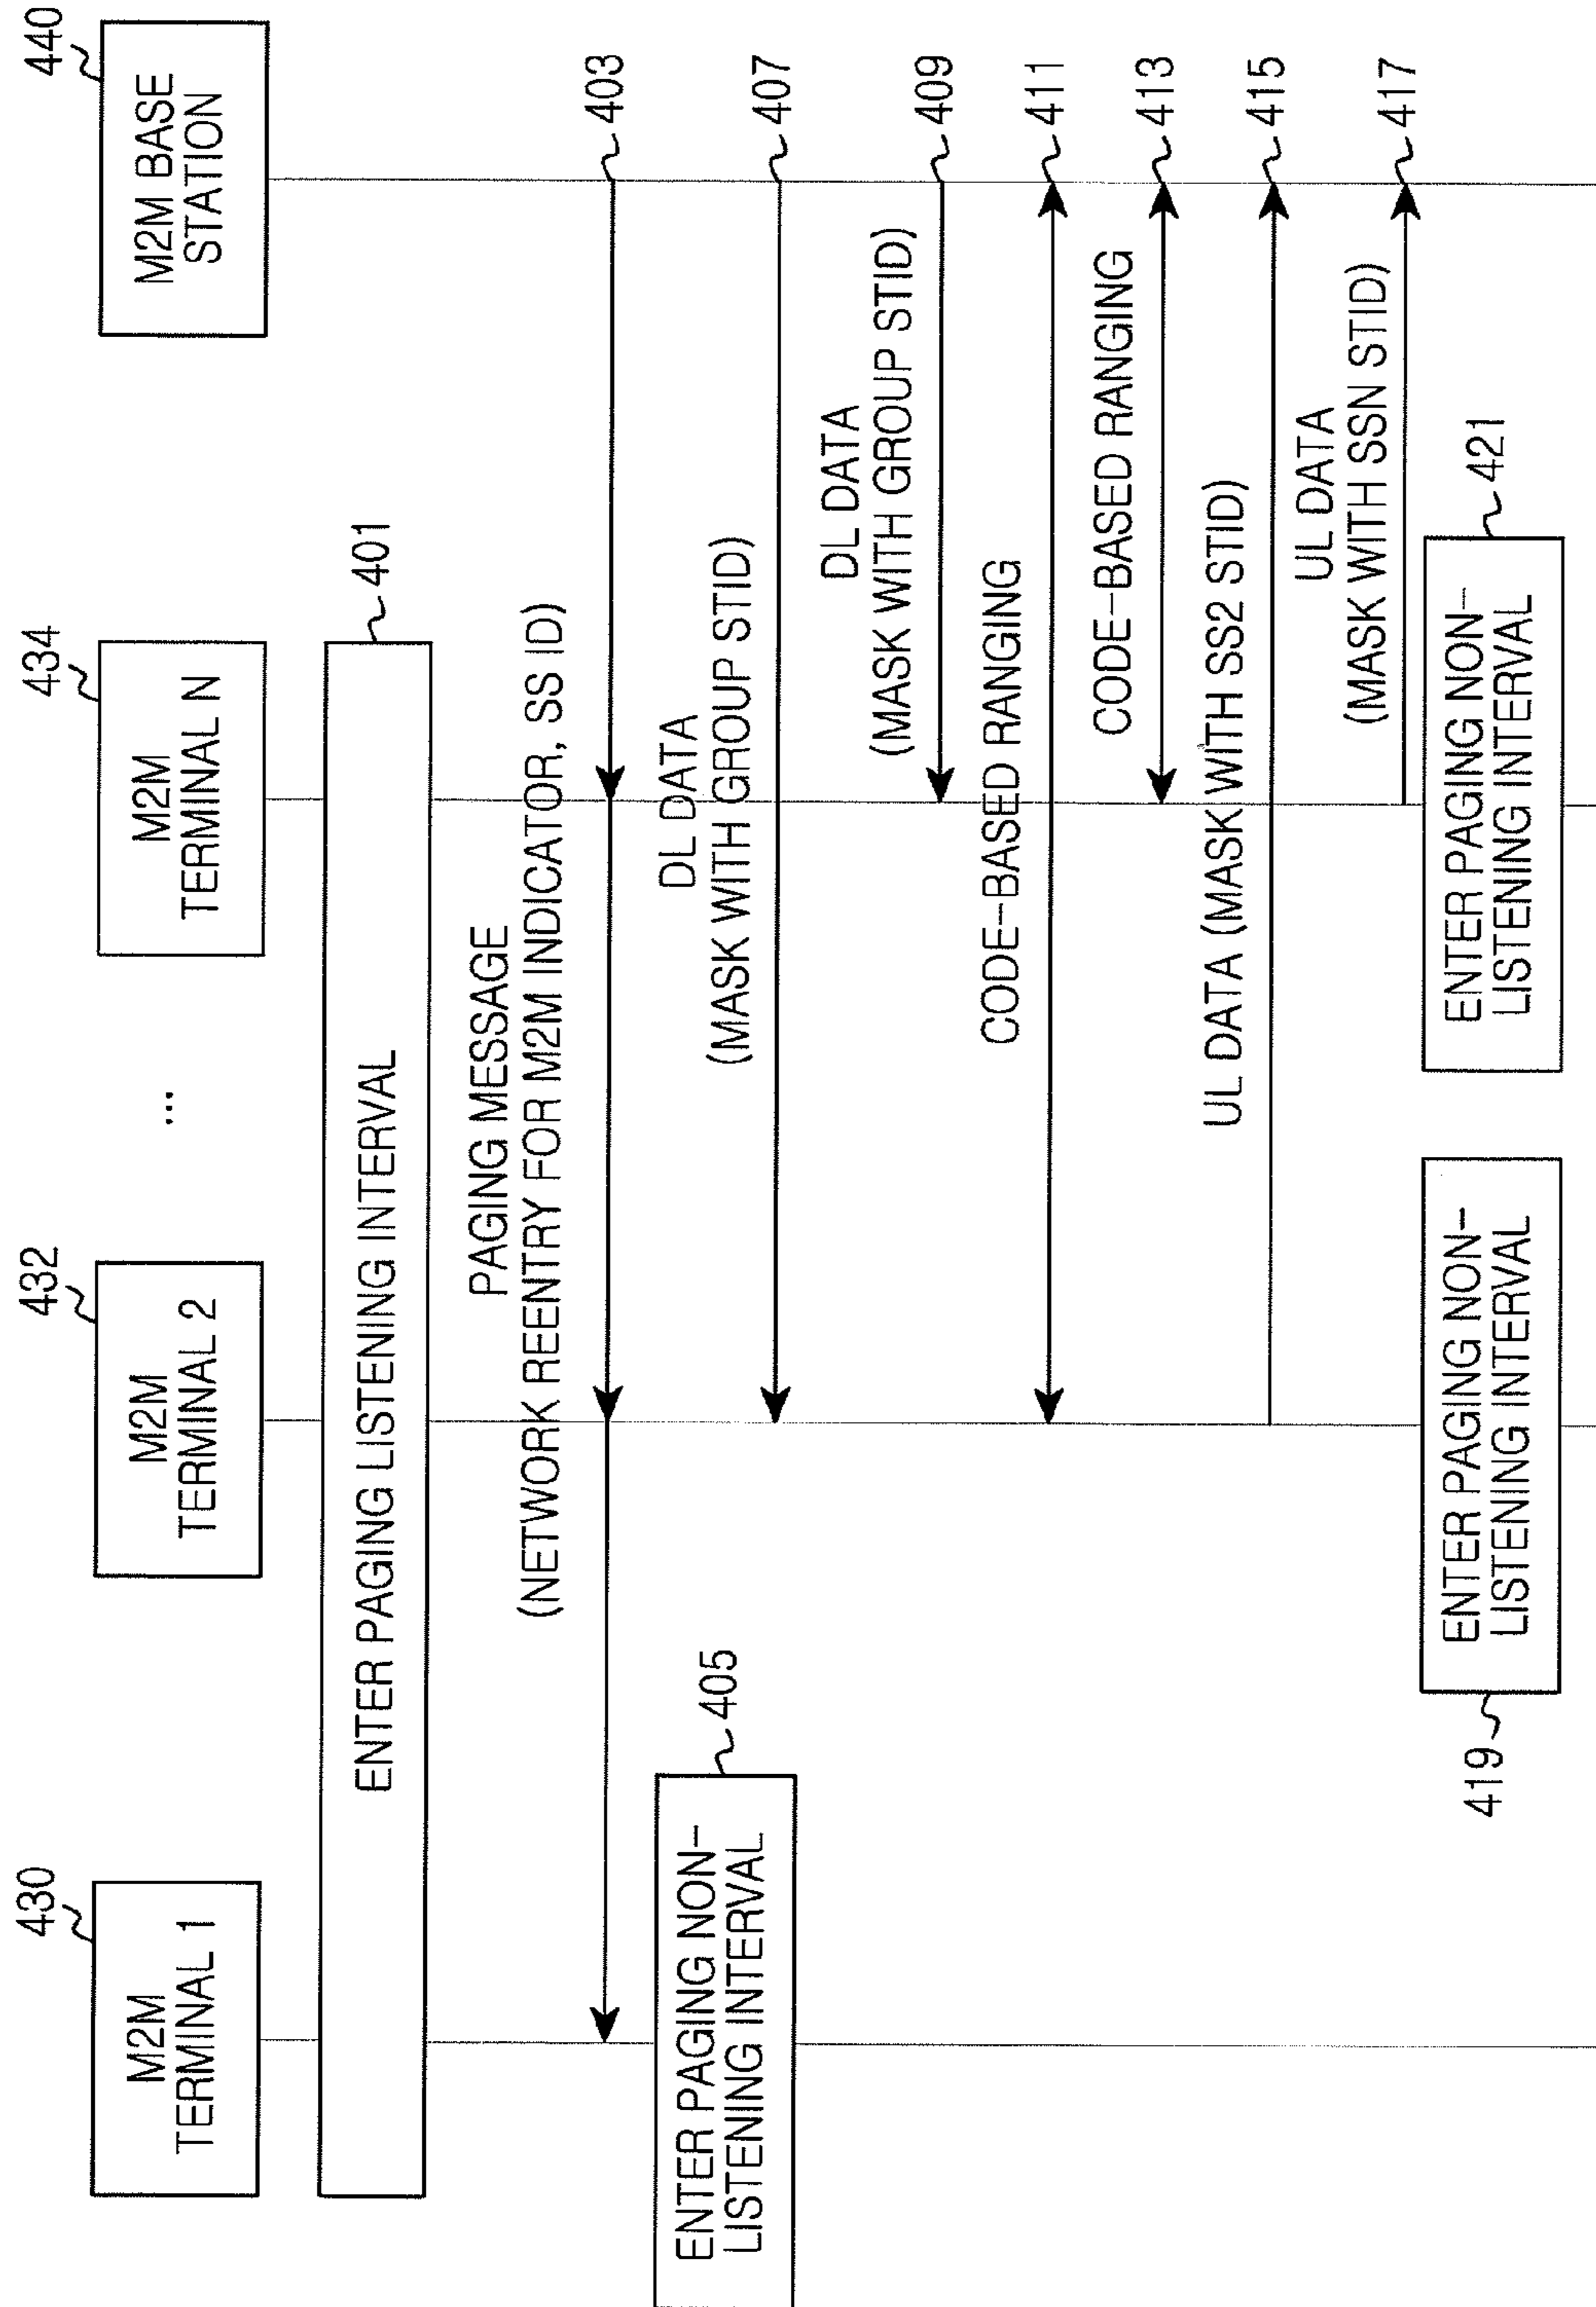 430
M2M
TERMINAL 1
432
M2M
TERMINAL 2
...
434
M2M
TERMINAL N
440
M2M BASE
STATION
ENTER PAGING LISTENING INTERVAL
401
PAGING MESSAGE
(NETWORK REENTRY FOR M2M INDICATOR, SS ID)
403
ENTER PAGING NON-
LISTENING INTERVAL
405
DL DATA
(MASK WITH GROUP STID)
407
DL DATA
(MASK WITH GROUP STID)
409
CODE-BASED RANGING
411
CODE-BASED RANGING
413
UL DATA (MASK WITH SS2 STID)
415
UL DATA
(MASK WITH SSN STID)
417
419
ENTER PAGING NON-
LISTENING INTERVAL
ENTER PAGING NON-
LISTENING INTERVAL
421